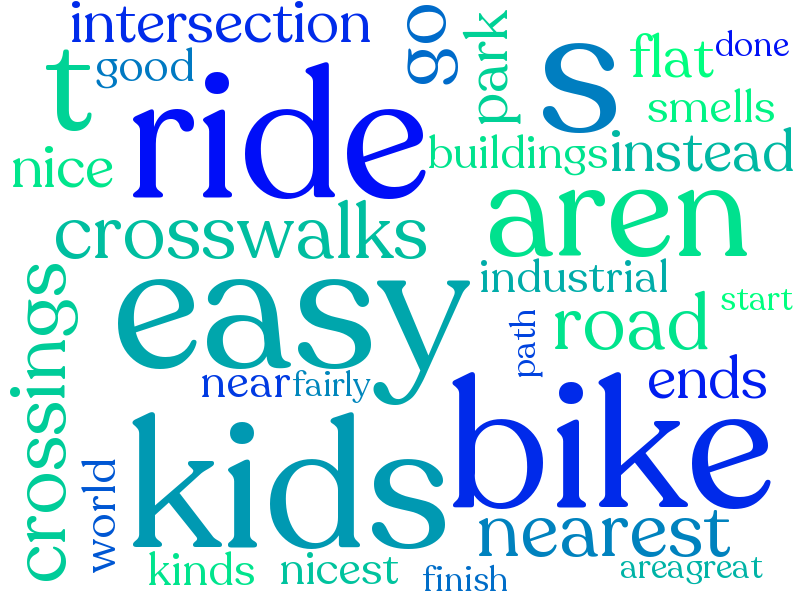 intersection
go
park
s
flat
done
t
good
ride
smells
nice
buildings
instead
crosswalks
aren
easy
industrial
crossings
road
start
path
near
fairly
ends
kids
bike
world
nearest
kinds
nicest
finish
areagreat